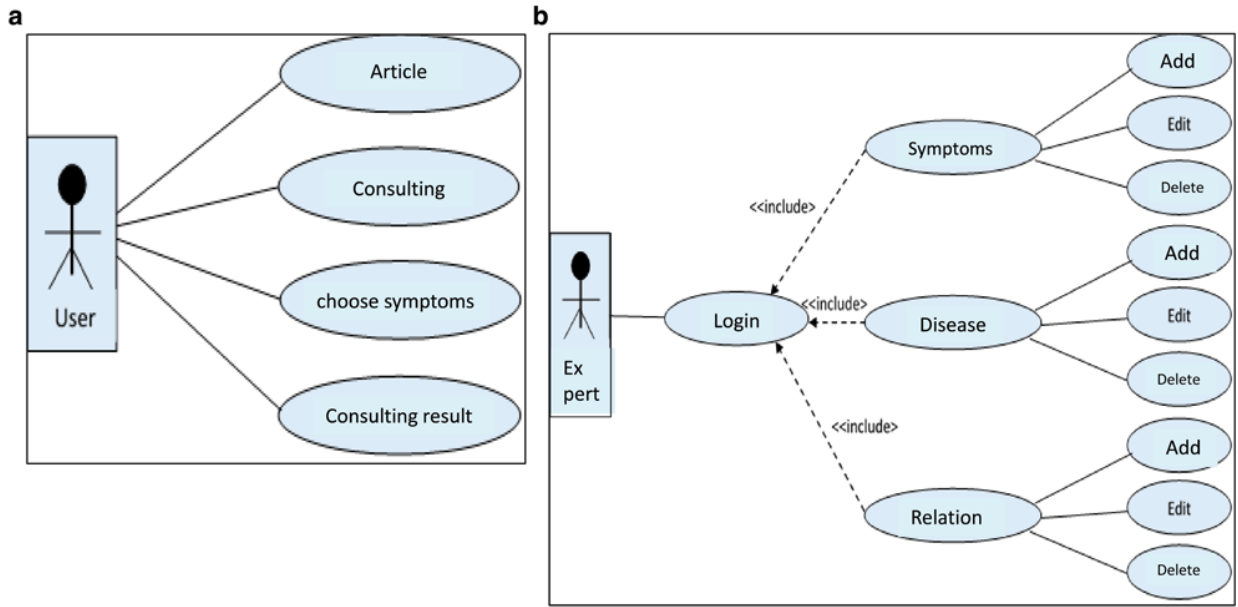 a
Article
Consulting
choose symptoms
Consulting result
User
b
Add
Edit
Delete
Symptoms
<<include>
Add
Edit
Delete
Disease
<<include>
Login
Ex
pert
<<include>
Add
Edit
Delete
Relation